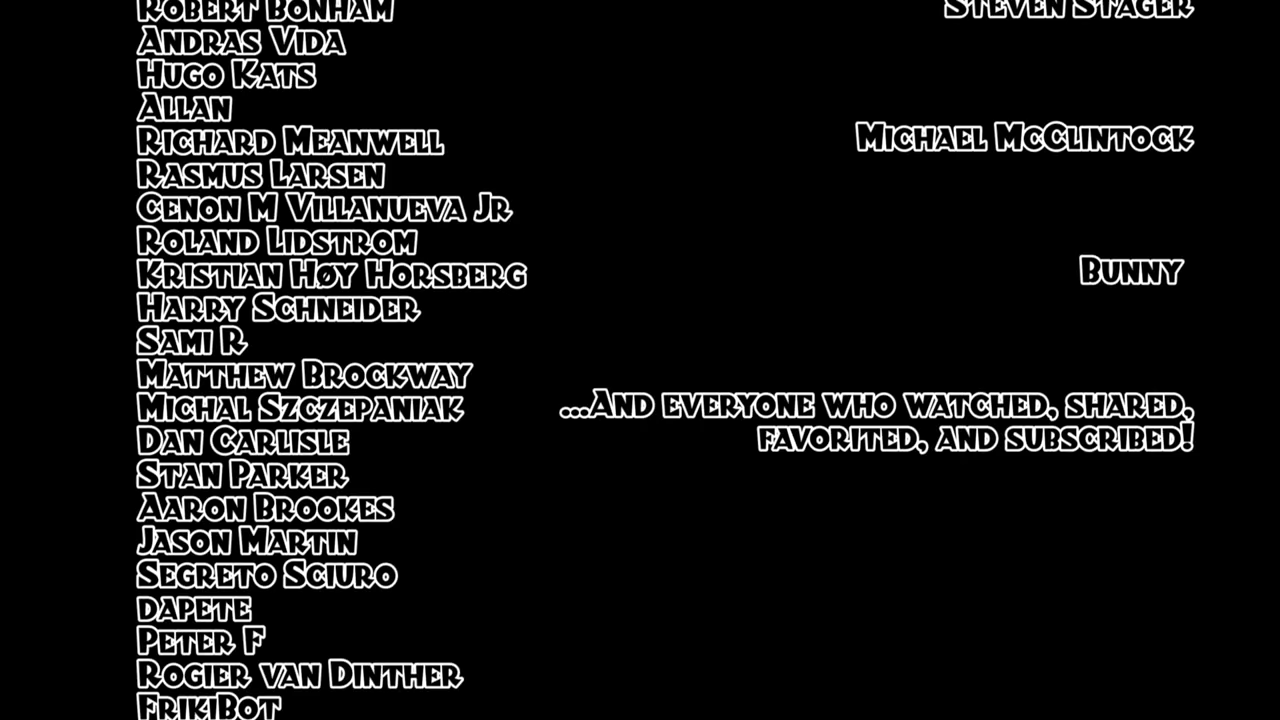 Robert Bonham
Andras Vida
Hugo Kats
Allan
Richard Meanwell
Rasmus Larsen
Cenon M Villanueva Jr
Roland Lidstrom
Kristian Høy Horsberg
Harry Schneider
Sami R
Matthew Brockway
Michal Szczepaniak
Dan Carlisle
Stan Parker
Aaron Brookes
Jason Martin
Segreto Sciuro
dapete
Peter F
Rogier van Dinther
FrikiBot
Steven Stager
Michael McClintock
Bunny
...And everyone who watched, shared,
favorited, and subscribed!